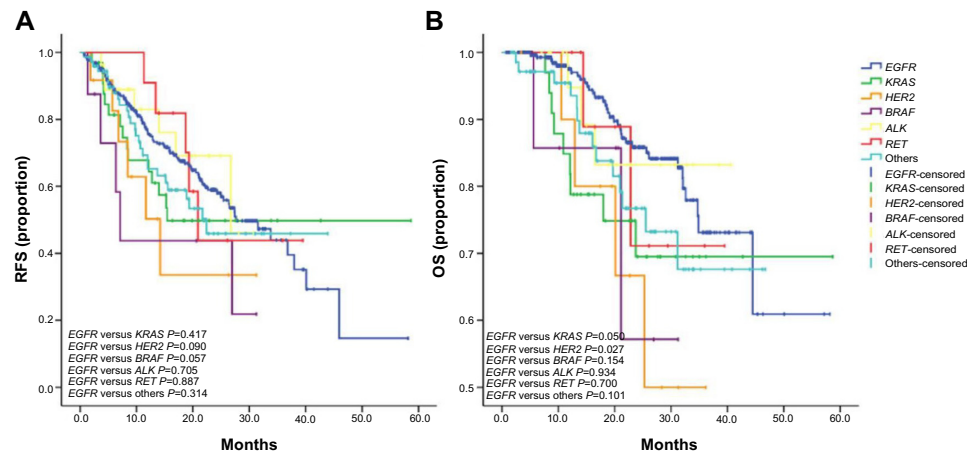 A
RFS (proportion)
1.0
0.8
0.6
0.4
0.2
0.0
EGFR versus KRAS P=0.417
EGFR versus HER2 P=0.090
EGFR versus BRAF P=0.057
EGFR versus ALK P=0.705
EGFR versus RET P=0.887
EGFR versus others P=0.314
0.0 10.0 20.0 30.0 40.0 50.0 60.0
Months
B
OS (proportion)
1.0
0.9
0.8
0.7
0.6
0.5
EGFR versus KRAS P=0.050
EGFR versus HER2 P=0.027
EGFR versus BRAF P=0.154
EGFR versus ALK P=0.934
EGFR versus RET P=0.700
EGFR versus others P=0.101
0.0 10.0 20.0 30.0 40.0 50.0 60.0
Months
EGFR
KRAS
HER2
BRAF
ALK
RET
Others
EGFR-censored
KRAS-censored
HER2-censored
BRAF-censored
ALK-censored
RET-censored
Others-censored